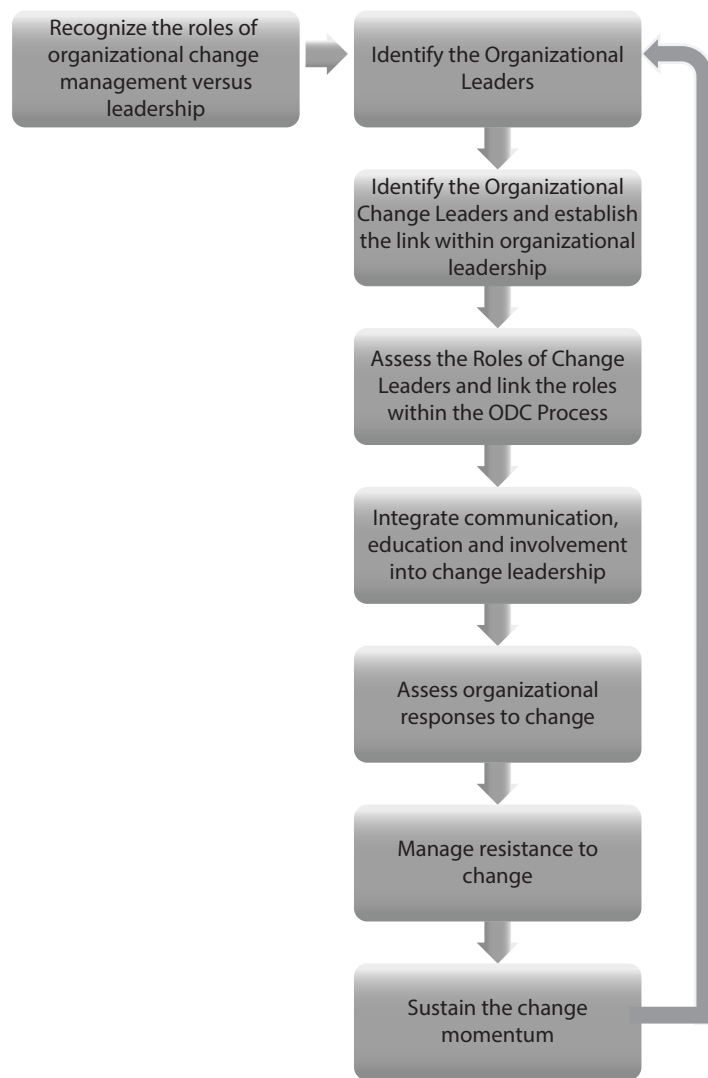 Recognize the roles of
organizational change
management versus
leadership
Identify the Organizational
Leaders
Identify the Organizational
Change Leaders and establish
the link within organizational
leadership
Assess the Roles of Change
Leaders and link the roles
within the ODC Process
Integrate communication,
education and involvement
into change leadership
Assess organizational
responses to change
Manage resistance to
change
Sustain the change
momentum